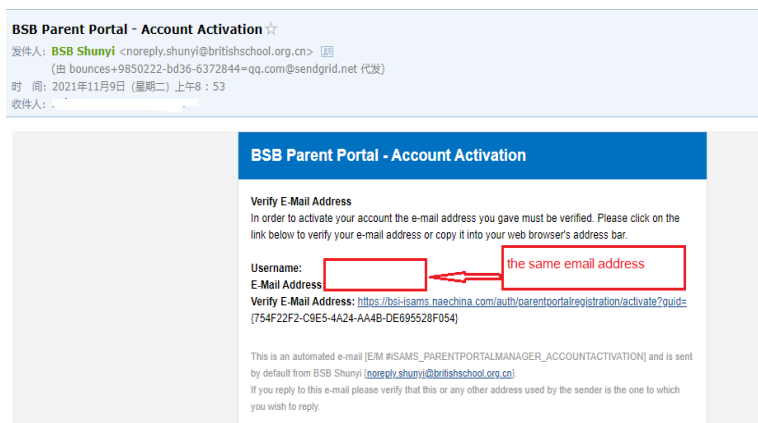 BSB Parent Portal - Account Activation☆
发件人: BSB Shunyi <noreply.shunyi@britishschool.org.cn>
(由 bounces+9850222-bd36-6372844=qq.com@sendgrid.net 代发)
时 间: 2021年11月9日 (星期二) 上午8:53
收件人:
BSB Parent Portal - Account Activation
Verify E-Mail Address
In order to activate your account the e-mail address you gave must be verified. Please click on the
link below to verify your e-mail address or copy it into your web browser's address bar.
the same email address
Username:
E-Mail Address:
Verify E-Mail Address: https://bsi-isams.naechina.com/auth/parentportalregistration/activate?guid=
{754F22F2-C9E5-4A24-AA4B-DE695528F054}
This is an automated e-mail [E/M #iSAMS_PARENTPORTALMANAGER_ACCOUNTACTIVATION] and is sent
by default from BSB Shunyi [noreply.shunyi@britishschool.org.cn].
If you reply to this e-mail please verify that this or any other address used by the sender is the one to which
you wish to reply.